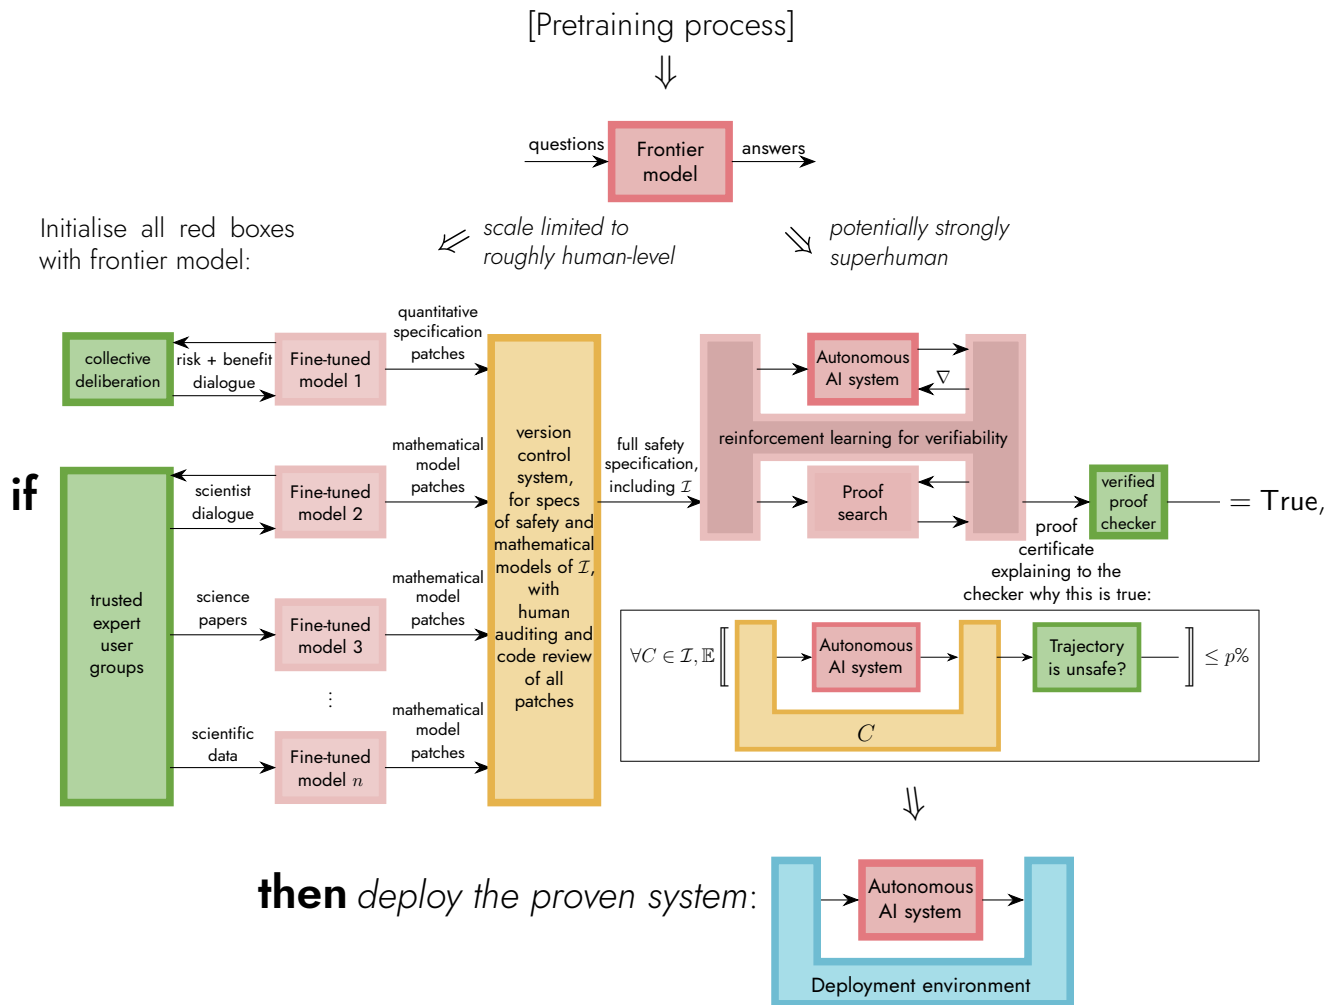 [Pretraining process]
⇓
questions
Frontier
model
answers
Initialise all red boxes
with frontier model:
⇙
scale limited to
roughly human-level
⇘
potentially strongly
superhuman
if
collective
deliberation
risk + benefit
dialogue
Fine-tuned
model 1
quantitative
specification
patches
trusted
expert
user
groups
scientist
dialogue
Fine-tuned
model 2
mathematical
model
patches
science
papers
Fine-tuned
model 3
mathematical
model
patches
⋮
scientific
data
Fine-tuned
model n
mathematical
model
patches
version
control
system,
for specs
of safety and
mathematical
models of ℐ,
with
human
auditing and
code review
of all
patches
full safety
specification,
including ℐ
Autonomous
AI system
∇
reinforcement learning for verifiability
Proof
search
verified
proof
checker
= True,
proof
certificate
explaining to the
checker why this is true:
∀C ∈ ℐ, 𝔼 ⟦
Autonomous
AI system
C
Trajectory
is unsafe?
⟧ ≤ p%
⇓
then deploy the proven system:
Autonomous
AI system
Deployment environment